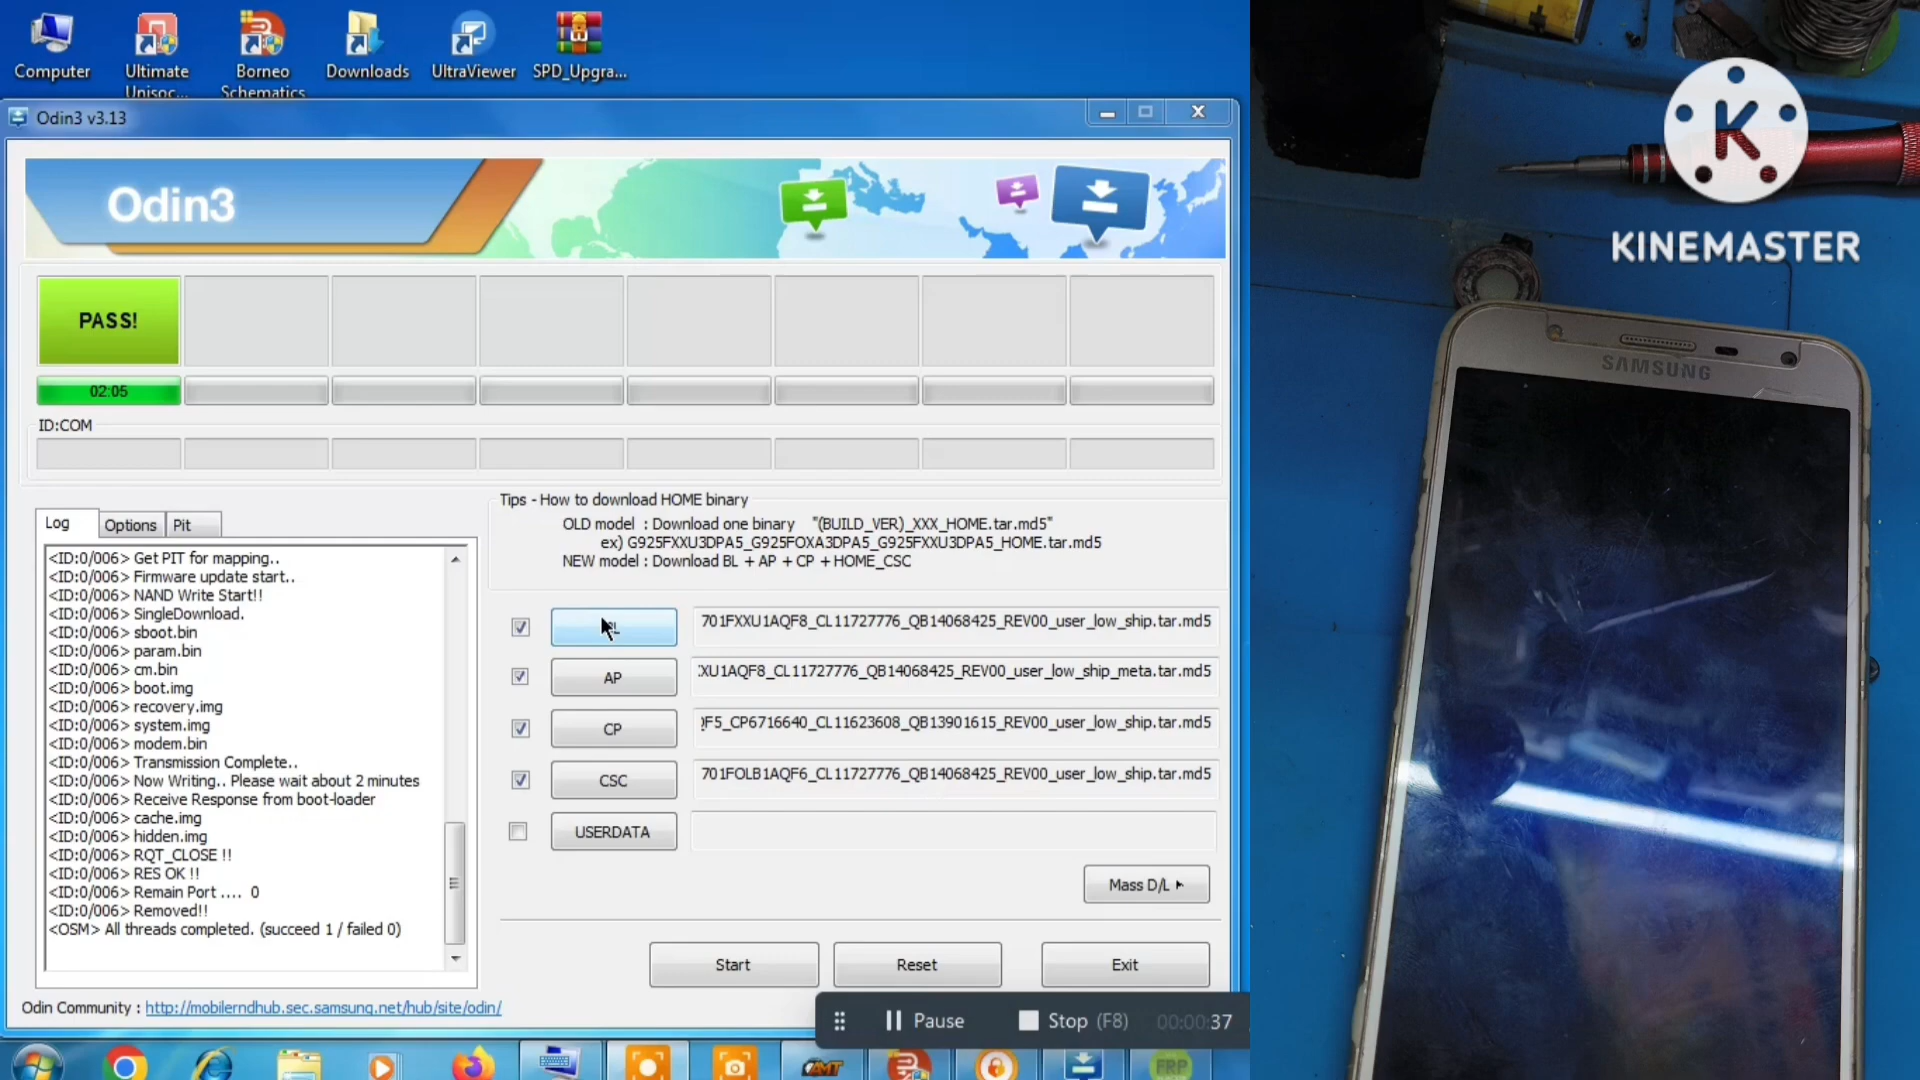 Computer
Ultimate
Unisoc...
Borneo
Schematics
Downloads
UltraViewer
SPD_Upgra...
Odin3 v3.13
Odin3
PASS!
02:05
ID:COM
Log
Options
Pit
<ID:0/006> Get PIT for mapping..
<ID:0/006> Firmware update start..
<ID:0/006> NAND Write Start!!
<ID:0/006> SingleDownload.
<ID:0/006> sboot.bin
<ID:0/006> param.bin
<ID:0/006> cm.bin
<ID:0/006> boot.img
<ID:0/006> recovery.img
<ID:0/006> system.img
<ID:0/006> modem.bin
<ID:0/006> Transmission Complete..
<ID:0/006> Now Writing.. Please wait about 2 minutes
<ID:0/006> Receive Response from boot-loader
<ID:0/006> cache.img
<ID:0/006> hidden.img
<ID:0/006> RQT_CLOSE !!
<ID:0/006> RES OK !!
<ID:0/006> Remain Port .... 0
<ID:0/006> Removed!!
<OSM> All threads completed. (succeed 1 / failed 0)
Odin Community : http://mobilerndhub.sec.samsung.net/hub/site/odin/
Tips - How to download HOME binary
OLD model : Download one binary "(BUILD_VER)_XXX_HOME.tar.md5"
ex) G925FXXU3DPA5_G925FOXA3DPA5_G925FXXU3DPA5_HOME.tar.md5
NEW model : Download BL + AP + CP + HOME_CSC
701FXXU1AQF8_CL11727776_QB14068425_REV00_user_low_ship.tar.md5
AP
XU1AQF8_CL11727776_QB14068425_REV00_user_low_ship_meta.tar.md5
CP
F5_CP6716640_CL11623608_QB13901615_REV00_user_low_ship.tar.md5
CSC
701FOLB1AQF6_CL11727776_QB14068425_REV00_user_low_ship.tar.md5
USERDATA
Mass D/L
Start
Reset
Exit
Pause
Stop (F8)
00:00:37
FRP
K
KINEMASTER
SAMSUNG